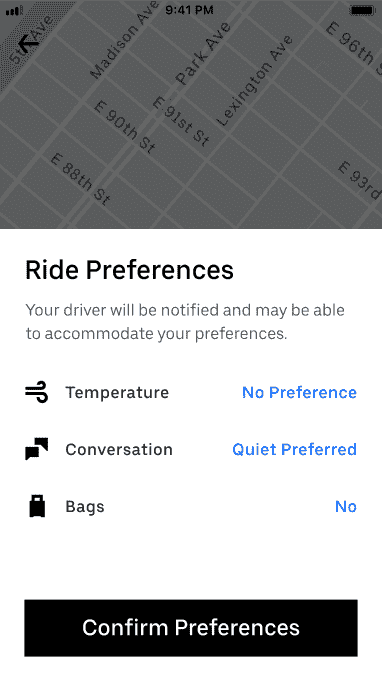 9:41 PM
5th Ave
Madison Ave
Park Ave
Lexington Ave
E 96th St
E 90th St
E 91st St
E 88th St
E 93rd
Ride Preferences
Your driver will be notified and may be able
to accommodate your preferences.
Temperature No Preference
Conversation Quiet Preferred
Bags No
Confirm Preferences